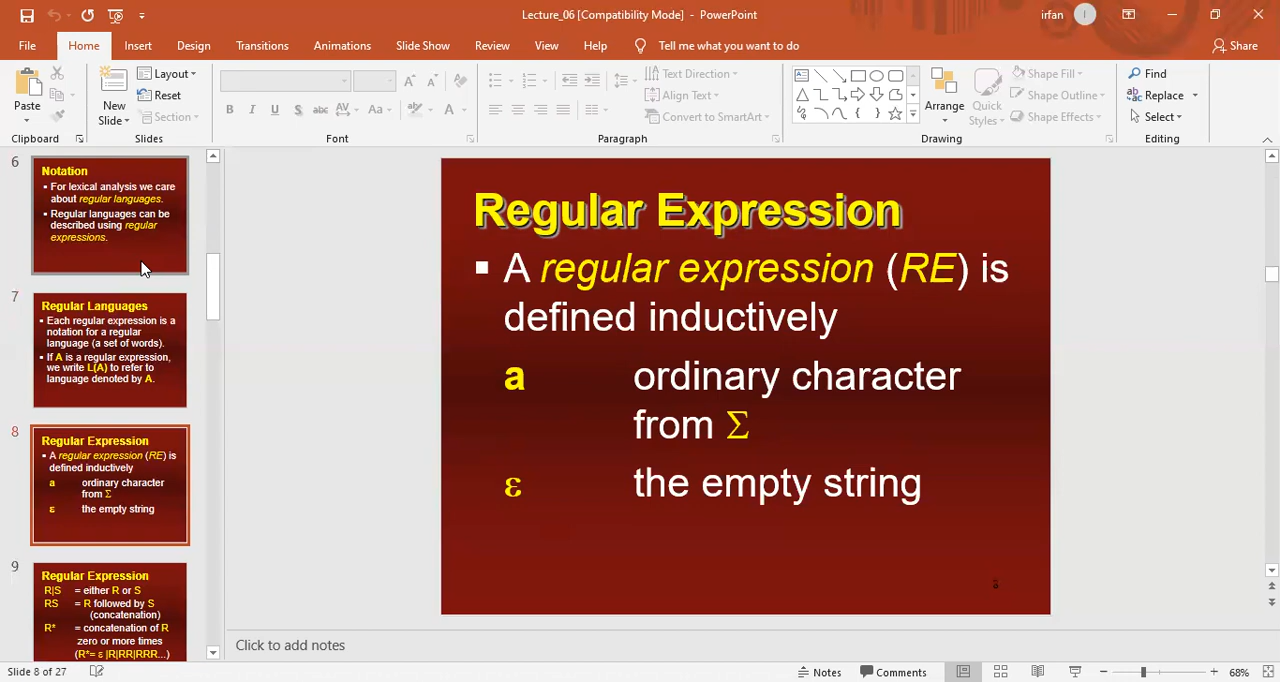 Lecture_06 [Compatibility Mode] - PowerPoint
irfan
I
File Home Insert Design Transitions Animations Slide Show Review View Help Tell me what you want to do Share
Paste
New
Slide
Layout
Reset
Section
B I U S abc AV Aa A
Text Direction
Align Text
Convert to SmartArt
Arrange
Quick
Styles
Shape Fill
Shape Outline
Shape Effects
Find
Replace
Select
Clipboard Slides Font Paragraph Drawing Editing
6
Notation
For lexical analysis we care
about regular languages.
Regular languages can be
described using regular
expressions.
7
Regular Languages
Each regular expression is a
notation for a regular
language (a set of words).
If A is a regular expression,
we write L(A) to refer to
language denoted by A.
8
Regular Expression
A regular expression (RE) is
defined inductively
a ordinary character
from Σ
ε the empty string
9
Regular Expression
R|S = either R or S
RS = R followed by S
(concatenation)
R* = concatenation of R
zero or more times
(R*= ε |R|RR|RRR...)
Regular Expression
A regular expression (RE) is
defined inductively
a ordinary character
from Σ
ε the empty string
8
Click to add notes
Slide 8 of 27
Notes
Comments
68%